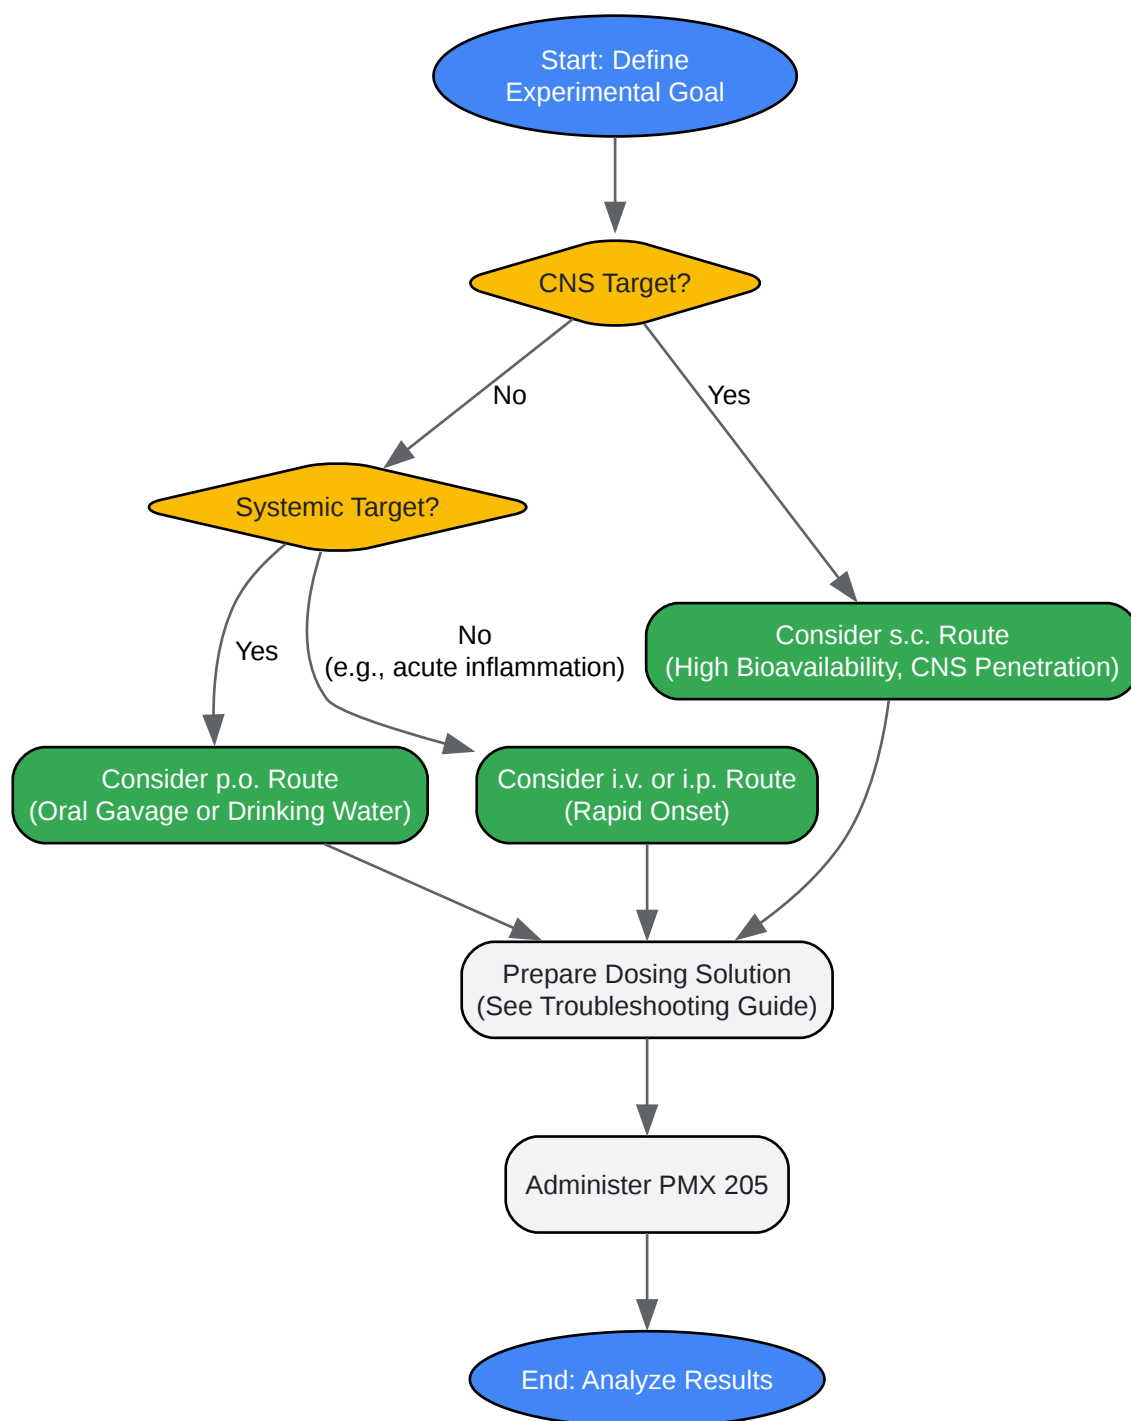 Start: Define
Experimental Goal
CNS Target?
No
Yes
Systemic Target?
Yes
No
(e.g., acute inflammation)
Consider s.c. Route
(High Bioavailability, CNS Penetration)
Consider p.o. Route
(Oral Gavage or Drinking Water)
Consider i.v. or i.p. Route
(Rapid Onset)
Prepare Dosing Solution
(See Troubleshooting Guide)
Administer PMX 205
End: Analyze Results